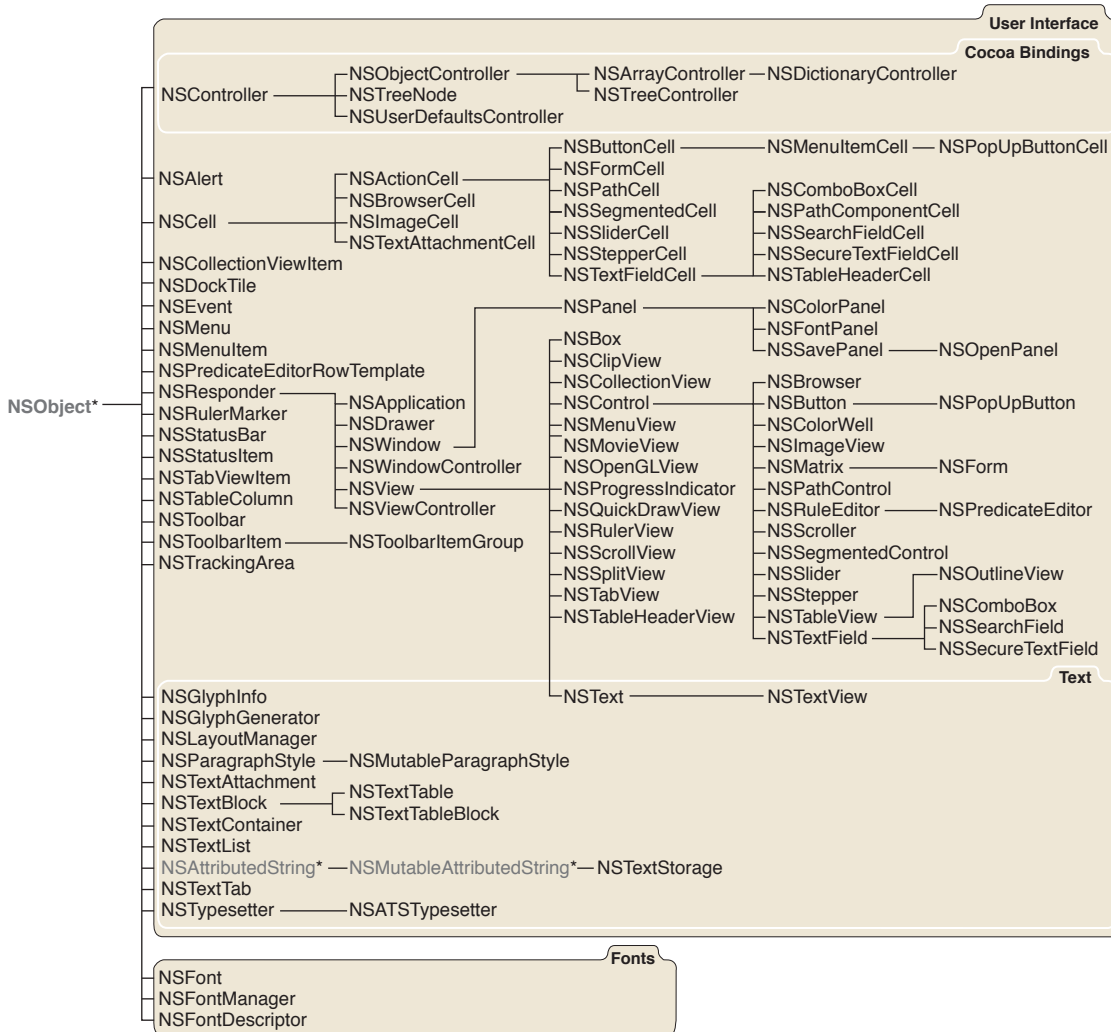 User Interface
Cocoa Bindings
NSObjectController NSArrayController NSDictionaryController
NSController NSTreeNode NSTreeController
NSUserDefaultsController
NSButtonCell NSMenuItemCell NSPopUpButtonCell
NSAlert NSActionCell NSFormCell
NSBrowserCell NSPathCell NSComboBoxCell
NSCell NSImageCell NSSegmentedCell NSPathComponentCell
NSTextAttachmentCell NSSliderCell NSSearchFieldCell
NSStepperCell NSSecureTextFieldCell
NSCollectionViewItem NSTextFieldCell NSTableHeaderCell
NSDockTile
NSEvent NSPanel NSColorPanel
NSMenu NSFontPanel
NSMenuItem NSBox NSSavePanel NSOpenPanel
NSPredicateEditorRowTemplate NSClipView
NSResponder NSCollectionView NSBrowser
NSObject* NSRulerMarker NSApplication NSControl NSButton NSPopUpButton
NSStatusBar NSDrawer NSMenuView NSColorWell
NSStatusItem NSWindow NSMovieView NSImageView
NSTabViewItem NSWindowController NSOpenGLView NSMatrix NSForm
NSTableColumn NSView NSProgressIndicator NSPathControl
NSToolbar NSViewController NSQuickDrawView NSRuleEditor NSPredicateEditor
NSToolbarItem NSToolbarItemGroup NSRulerView NSScroller
NSTrackingArea NSScrollView NSSegmentedControl
NSSplitView NSSlider NSOutlineView
NSTabView NSStepper
NSTableHeaderView NSTableView NSComboBox
NSTextField NSSearchField
NSSecureTextField
Text
NSGlyphInfo NSText NSTextView
NSGlyphGenerator
NSLayoutManager
NSParagraphStyle NSMutableParagraphStyle
NSTextAttachment
NSTextBlock NSTextTable
NSTextTableBlock
NSTextContainer
NSTextList
NSAttributedString* NSMutableAttributedString* NSTextStorage
NSTextTab
NSTypesetter NSATSTypesetter
Fonts
NSFont
NSFontManager
NSFontDescriptor